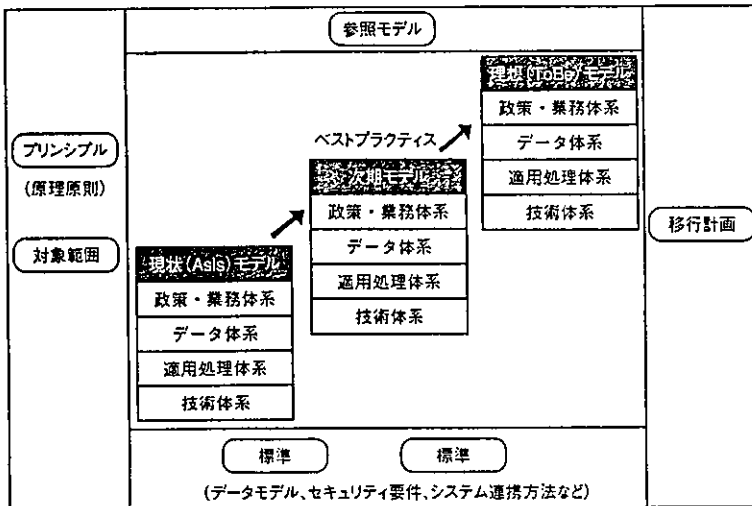 参照モデル
プリンシプル
(原理原則)
対象範囲
現状(AsIs)モデル
政策・業務体系
データ体系
適用処理体系
技術体系
ベストプラクティス
次期モデル
政策・業務体系
データ体系
適用処理体系
技術体系
理想(ToBe)モデル
政策・業務体系
データ体系
適用処理体系
技術体系
移行計画
標準
標準
(データモデル、セキュリティ要件、システム連携方法など)